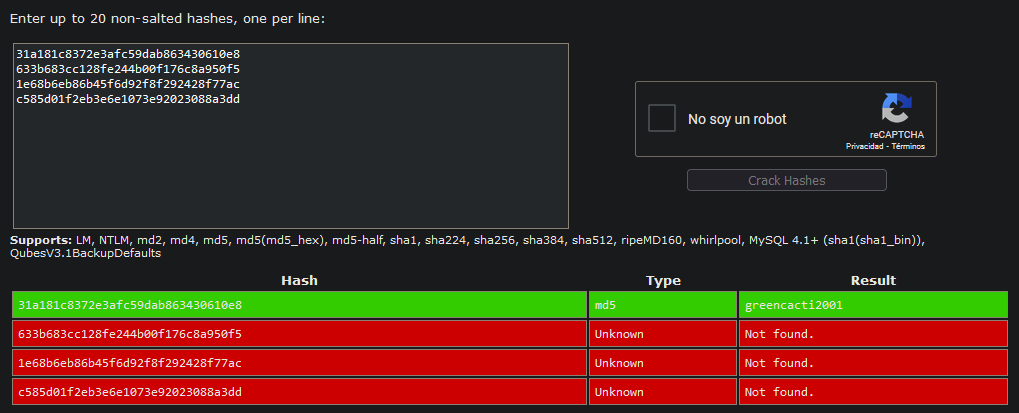 Enter up to 20 non-salted hashes, one per line:
31a181c8372e3afc59dab863430610e8
633b683cc128fe244b00f176c8a950f5
1e68b6eb86b45f6d92f8f292428f77ac
c585d01f2eb3e6e1073e92023088a3dd
No soy un robot
reCAPTCHA
Privacidad - Términos
Crack Hashes
Supports: LM, NTLM, md2, md4, md5, md5(md5_hex), md5-half, sha1, sha224, sha256, sha384, sha512, ripeMD160, whirlpool, MySQL 4.1+ (sha1(sha1_bin)),
QubesV3.1BackupDefaults
Hash Type Result
31a181c8372e3afc59dab863430610e8 md5 greencacti2001
633b683cc128fe244b00f176c8a950f5 Unknown Not found.
1e68b6eb86b45f6d92f8f292428f77ac Unknown Not found.
c585d01f2eb3e6e1073e92023088a3dd Unknown Not found.